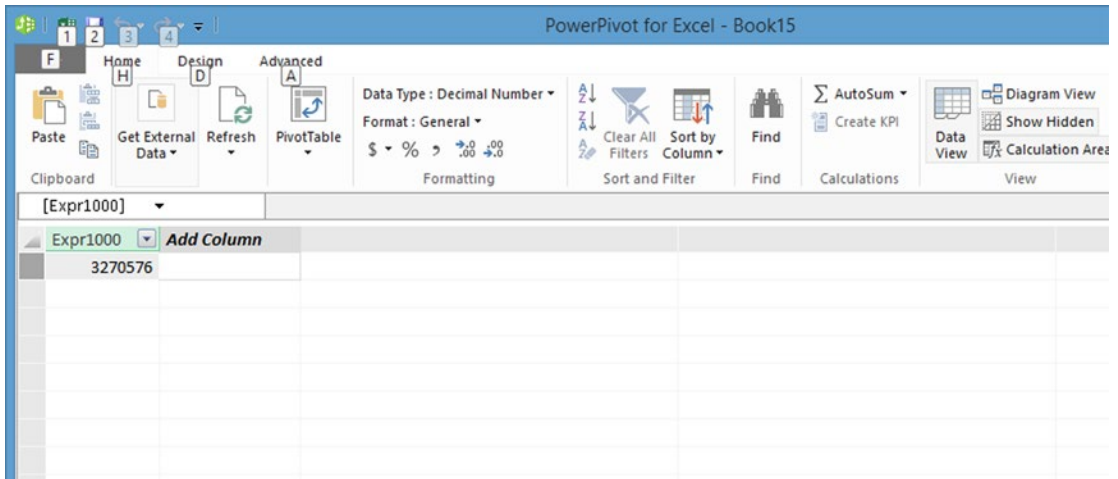 PowerPivot for Excel - Book15
1 2 3 4
F Home Design Advanced
H D A
Paste
Get External Data
Refresh
PivotTable
Data Type : Decimal Number
Format : General
$ % , .00 .00
Clear All Filters
Sort by Column
Find
AutoSum
Create KPI
Data View
Diagram View
Show Hidden
Calculation Area
Clipboard Formatting Sort and Filter Find Calculations View
[Expr1000]
Expr1000 Add Column
3270576